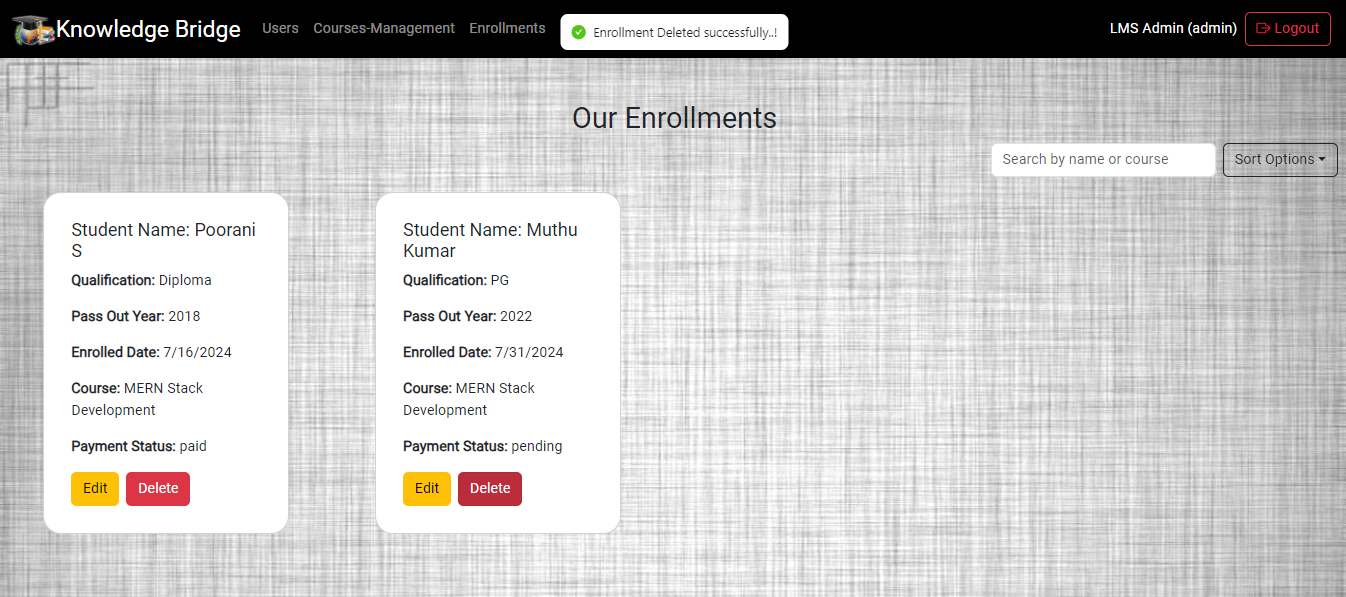 Knowledge Bridge Users Courses-Management Enrollments Enrollment Deleted successfully..! LMS Admin (admin) Logout
Our Enrollments
Search by name or course Sort Options
Student Name: Poorani
S
Qualification: Diploma
Pass Out Year: 2018
Enrolled Date: 7/16/2024
Course: MERN Stack
Development
Payment Status: paid
Edit Delete
Student Name: Muthu
Kumar
Qualification: PG
Pass Out Year: 2022
Enrolled Date: 7/31/2024
Course: MERN Stack
Development
Payment Status: pending
Edit Delete